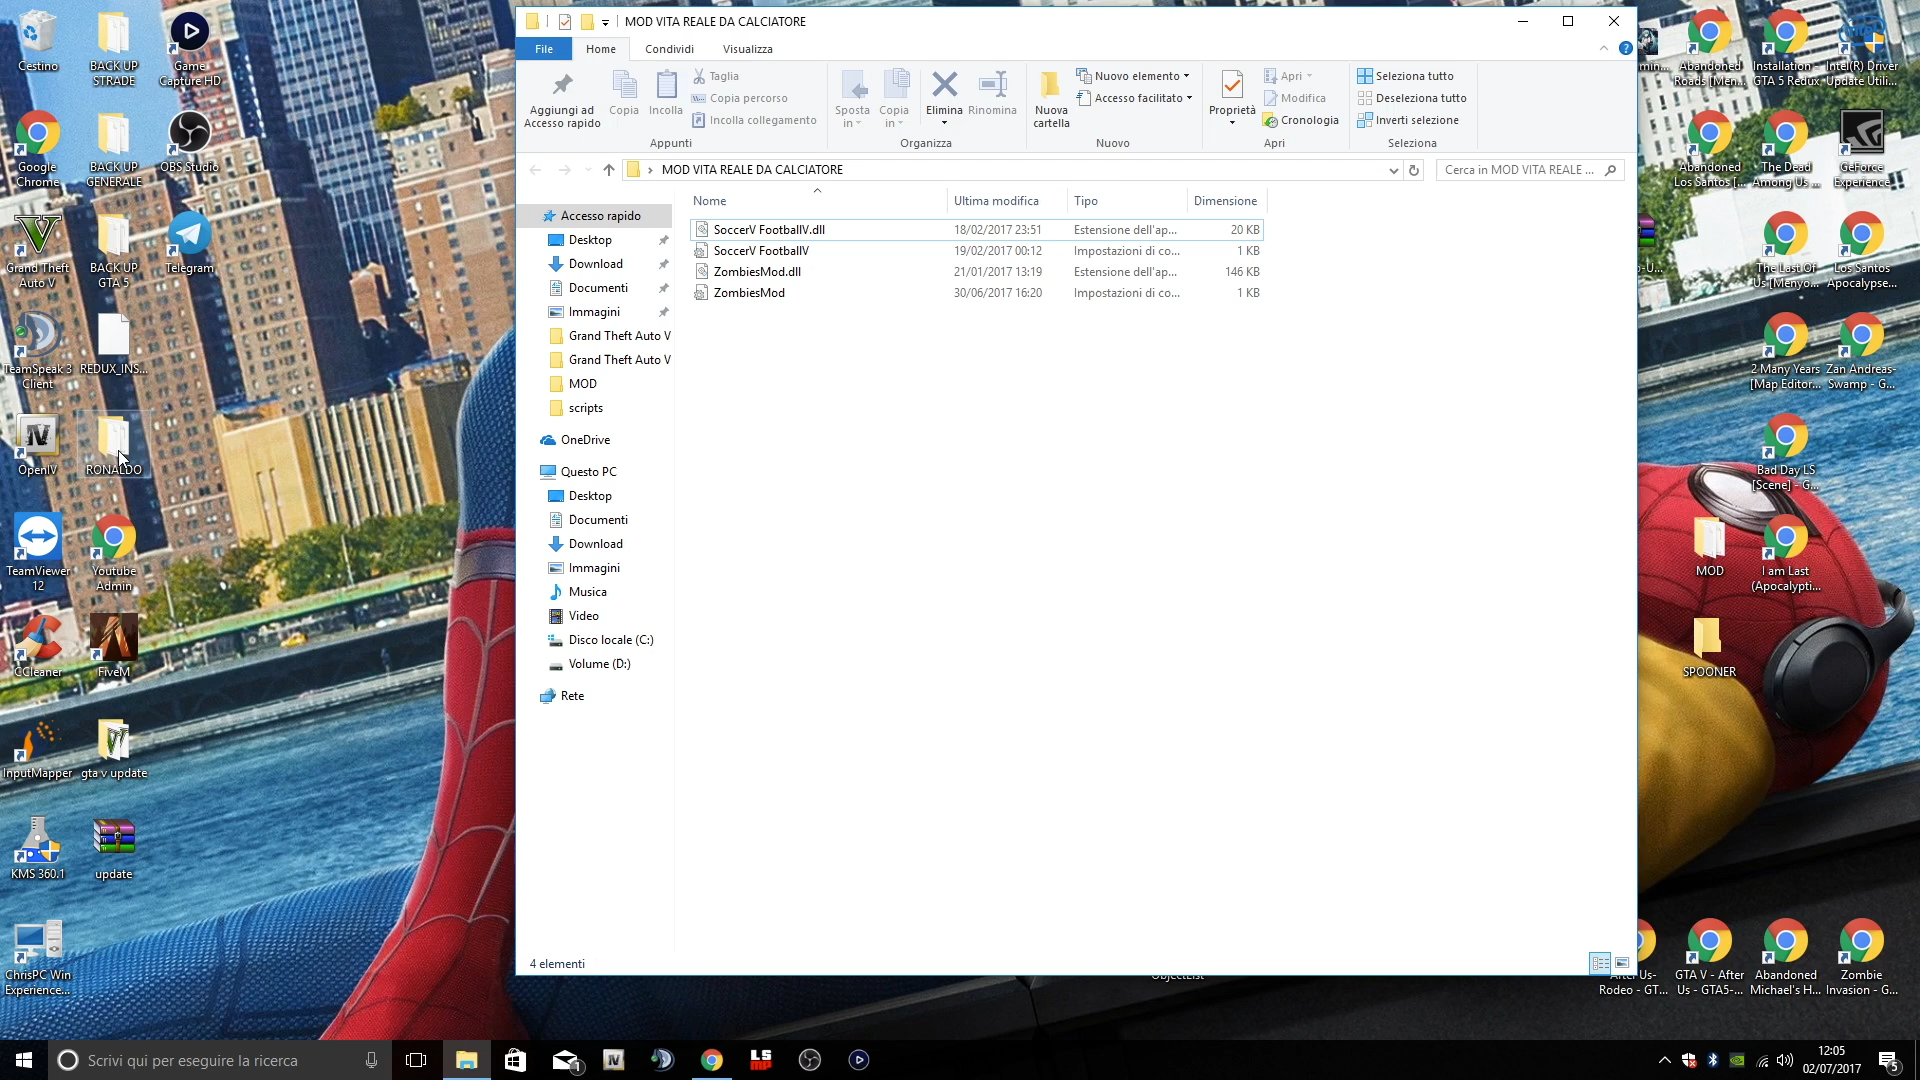 MOD VITA REALE DA CALCIATORE
File
Home
Condividi
Visualizza
Aggiungi ad
Accesso rapido
Copia
Incolla
Taglia
Copia percorso
Incolla collegamento
Appunti
Sposta
in
Copia
in
Elimina
Rinomina
Organizza
Nuova
cartella
Nuovo elemento
Accesso facilitato
Nuovo
Proprietà
Apri
Modifica
Cronologia
Apri
Seleziona tutto
Deseleziona tutto
Inverti selezione
Seleziona
MOD VITA REALE DA CALCIATORE
Cerca in MOD VITA REALE ...
Nome
Ultima modifica
Tipo
Dimensione
SoccerV FootballV.dll
18/02/2017 23:51
Estensione dell'ap...
20 KB
SoccerV FootballV
19/02/2017 00:12
Impostazioni di co...
1 KB
ZombiesMod.dll
21/01/2017 13:19
Estensione dell'ap...
146 KB
ZombiesMod
30/06/2017 16:20
Impostazioni di co...
1 KB
Accesso rapido
Desktop
Download
Documenti
Immagini
Grand Theft Auto V
Grand Theft Auto V
MOD
scripts
OneDrive
Questo PC
Desktop
Documenti
Download
Immagini
Musica
Video
Disco locale (C:)
Volume (D:)
Rete
4 elementi
Cestino
BACK UP
STRADE
Game
Capture HD
Google
Chrome
BACK UP
GENERALE
OBS Studio
Grand Theft
Auto V
BACK UP
GTA 5
Telegram
TeamSpeak 3
Client
REDUX_INS...
OpenIV
RONALDO
TeamViewer
12
Youtube
Admin
CCleaner
FiveM
InputMapper
gta v update
KMS 360.1
update
ChrisPC Win
Experience...
Abandoned
Roads [Men...
Installation -
GTA 5 Redux
Intel(R) Driver
Update Utili...
Abandoned
Los Santos [...
The Dead
Among Us ...
GeForce
Experience
The Last Of
Us [Menyo...
Los Santos
Apocalypse...
2 Many Years
[Map Editor...
Zan Andreas-
Swamp - G...
Bad Day LS
[Scene] - G...
MOD
I am Last
(Apocalypti...
SPOONER
After Us-
Rodeo - GT...
GTA V - After
Us - GTA5-...
Abandoned
Michael's H...
Zombie
Invasion - G...
Scrivi qui per eseguire la ricerca
1
LS
MP
12:05
02/07/2017
5